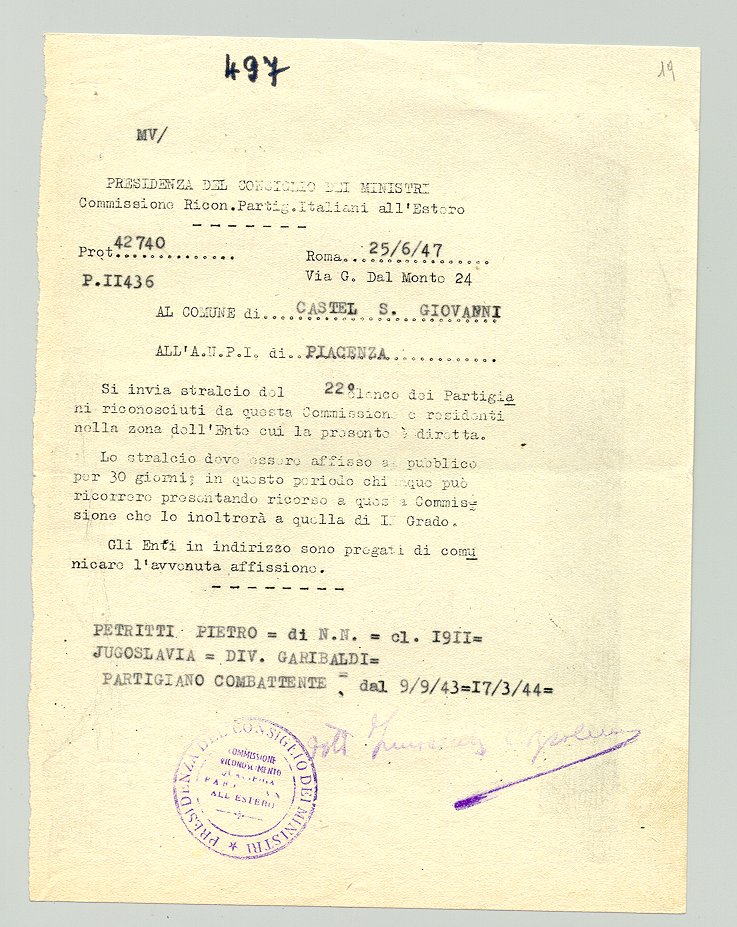 497
19
MV/
PRESIDENZA DEL CONSIGLIO DEI MINISTRI
Commissione Ricon.Partig.Italiani all'Estero
Prot 42740
Roma 25/6/47
P.II436
Via G. Dal Monte 24
AL COMUNE di CASTEL S. GIOVANNI
ALL'A.N.P.I. di PIACENZA
Si invia stralcio del 22° Elenco dei Partigia
ni riconosciuti da questa Commissione e residenti
nella zona dell'Ente cui la presente è diretta.
Lo stralcio deve essere affisso al pubblico
per 30 giorni; in questo periodo chiunque può
ricorrere presentando ricorso a questa Commis=
sione che lo inoltrerà a quella di II Grado.
Gli Enti in indirizzo sono pregati di comu
nicare l'avvenuta affissione.
PETRITTI PIETRO = di N.N. = cl. I9II=
JUGOSLAVIA = DIV. GARIBALDI=
PARTIGIANO COMBATTENTE = dal 9/9/43=I7/3/44=
PRESIDENZA DEL CONSIGLIO DEI MINISTRI
COMMISSIONE
RICONOSCIMENTO
QUALIFICA
ALL'ESTERO